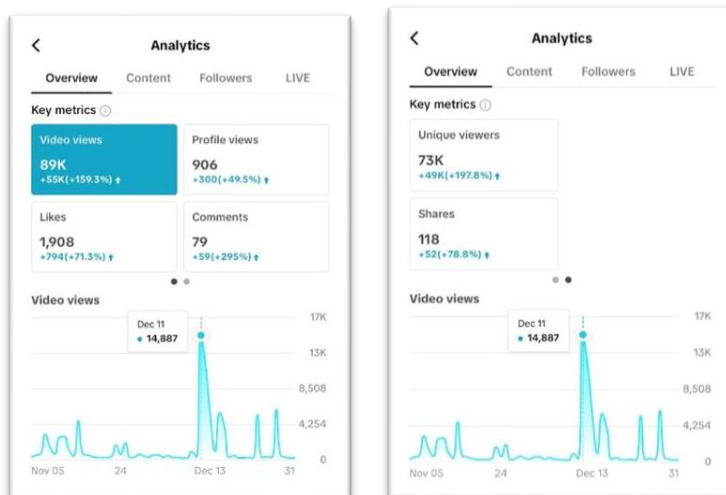 Analytics
Overview Content Followers LIVE
Key metrics
Video views Profile views
89K 906
+55K(+159.3%) ↑ +300(+49.5%) ↑
Likes Comments
1,908 79
+794(+71.3%) ↑ +59(+295%) ↑
Video views
Dec 11
14,887
17K
13K
8,508
4,254
0
Nov 05 24 Dec 13 31
Analytics
Overview Content Followers LIVE
Key metrics
Unique viewers
73K
+49K(+197.8%) ↑
Shares
118
+52(+78.8%) ↑
Video views
Dec 11
14,887
17K
13K
8,508
4,254
0
Nov 05 24 Dec 13 31